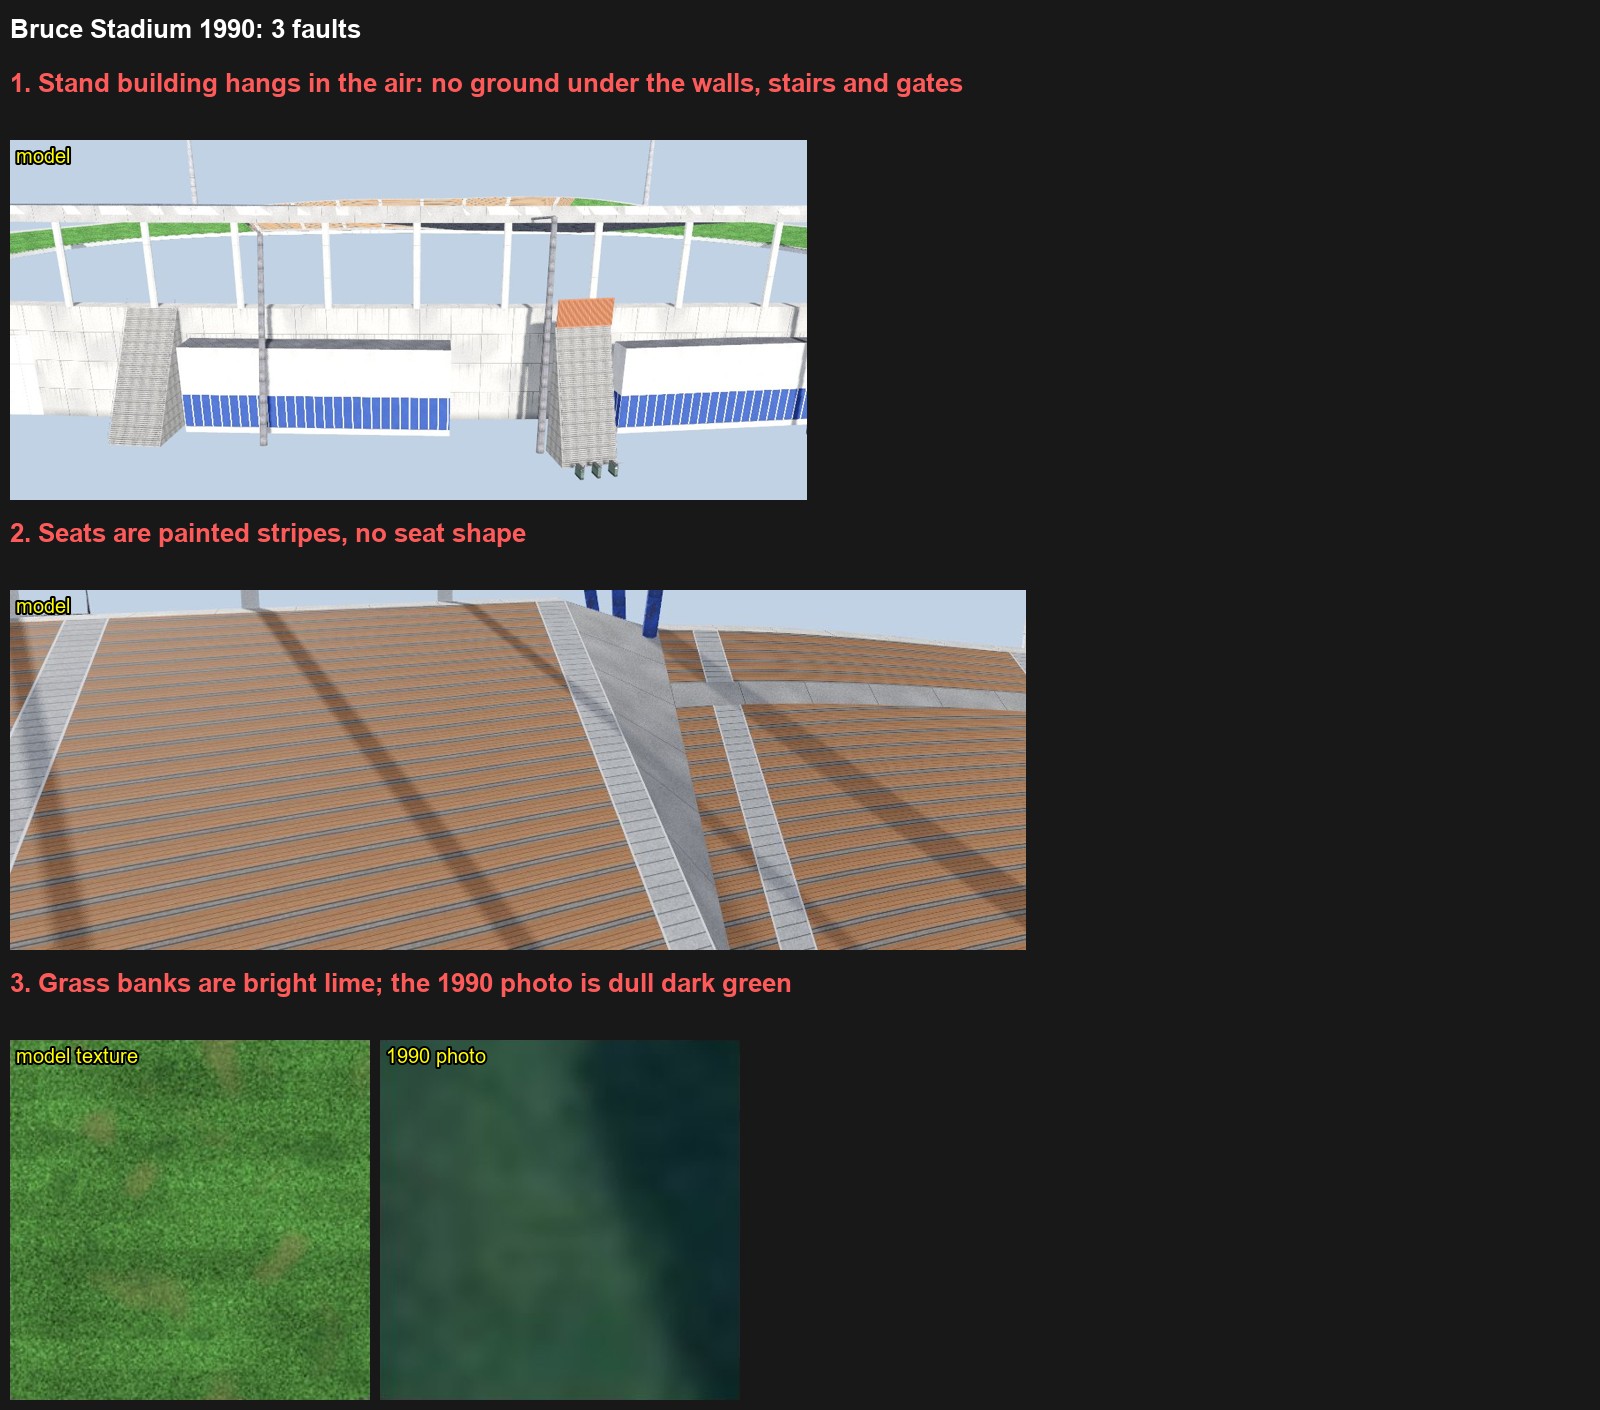 Bruce Stadium 1990: 3 faults
1. Stand building hangs in the air: no ground under the walls, stairs and gates
model
2. Seats are painted stripes, no seat shape
model
3. Grass banks are bright lime; the 1990 photo is dull dark green
model texture
1990 photo